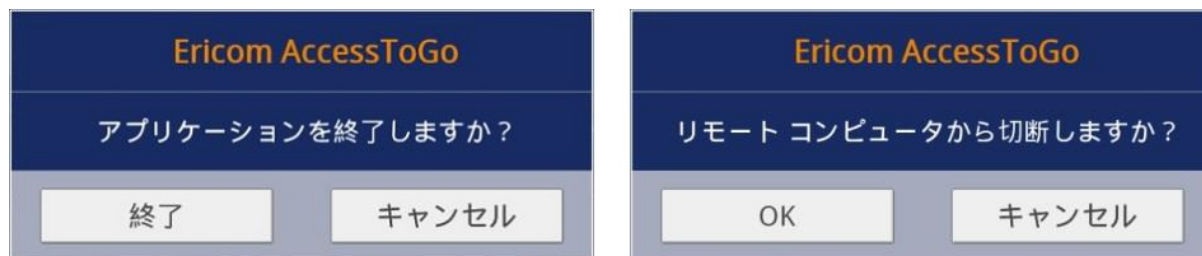 Ericom AccessToGo
アプリケーションを終了しますか？
終了
キャンセル
Ericom AccessToGo
リモート コンピュータから切断しますか？
OK
キャンセル